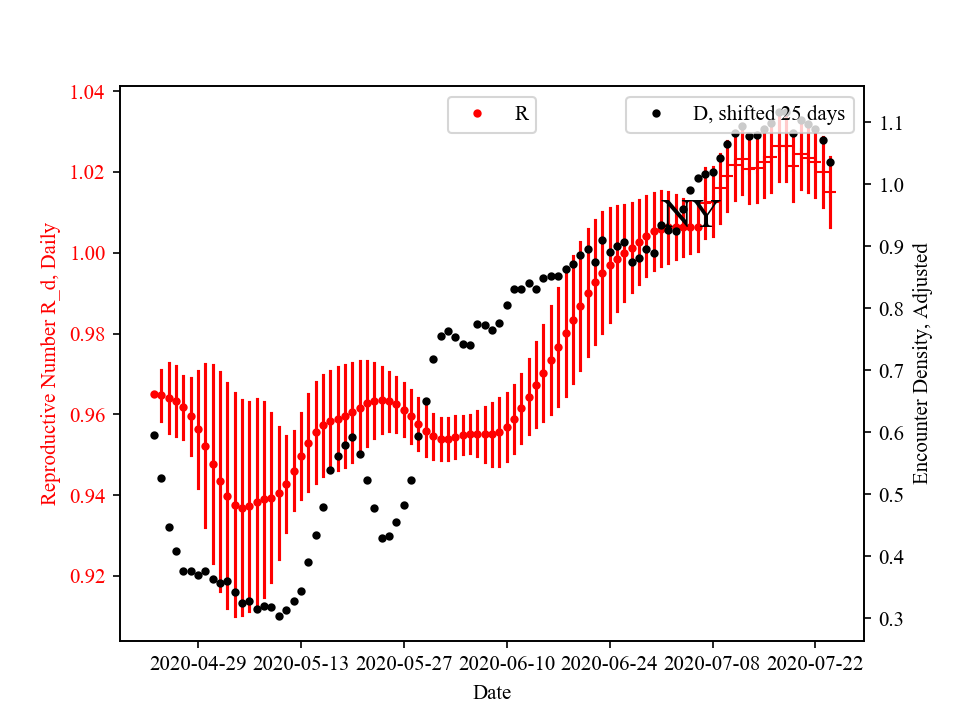 R
D, shifted 25 days
1.04
1.02
1.00
0.98
0.96
0.94
0.92
Reproductive Number R_d, Daily
1.1
1.0
0.9
0.8
0.7
0.6
0.5
0.4
0.3
Encounter Density, Adjusted
NY
2020-04-29 2020-05-13 2020-05-27 2020-06-10 2020-06-24 2020-07-08 2020-07-22
Date